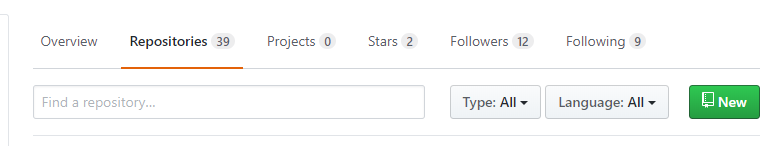 Overview Repositories 39 Projects 0 Stars 2 Followers 12 Following 9
Find a repository... Type: All Language: All New